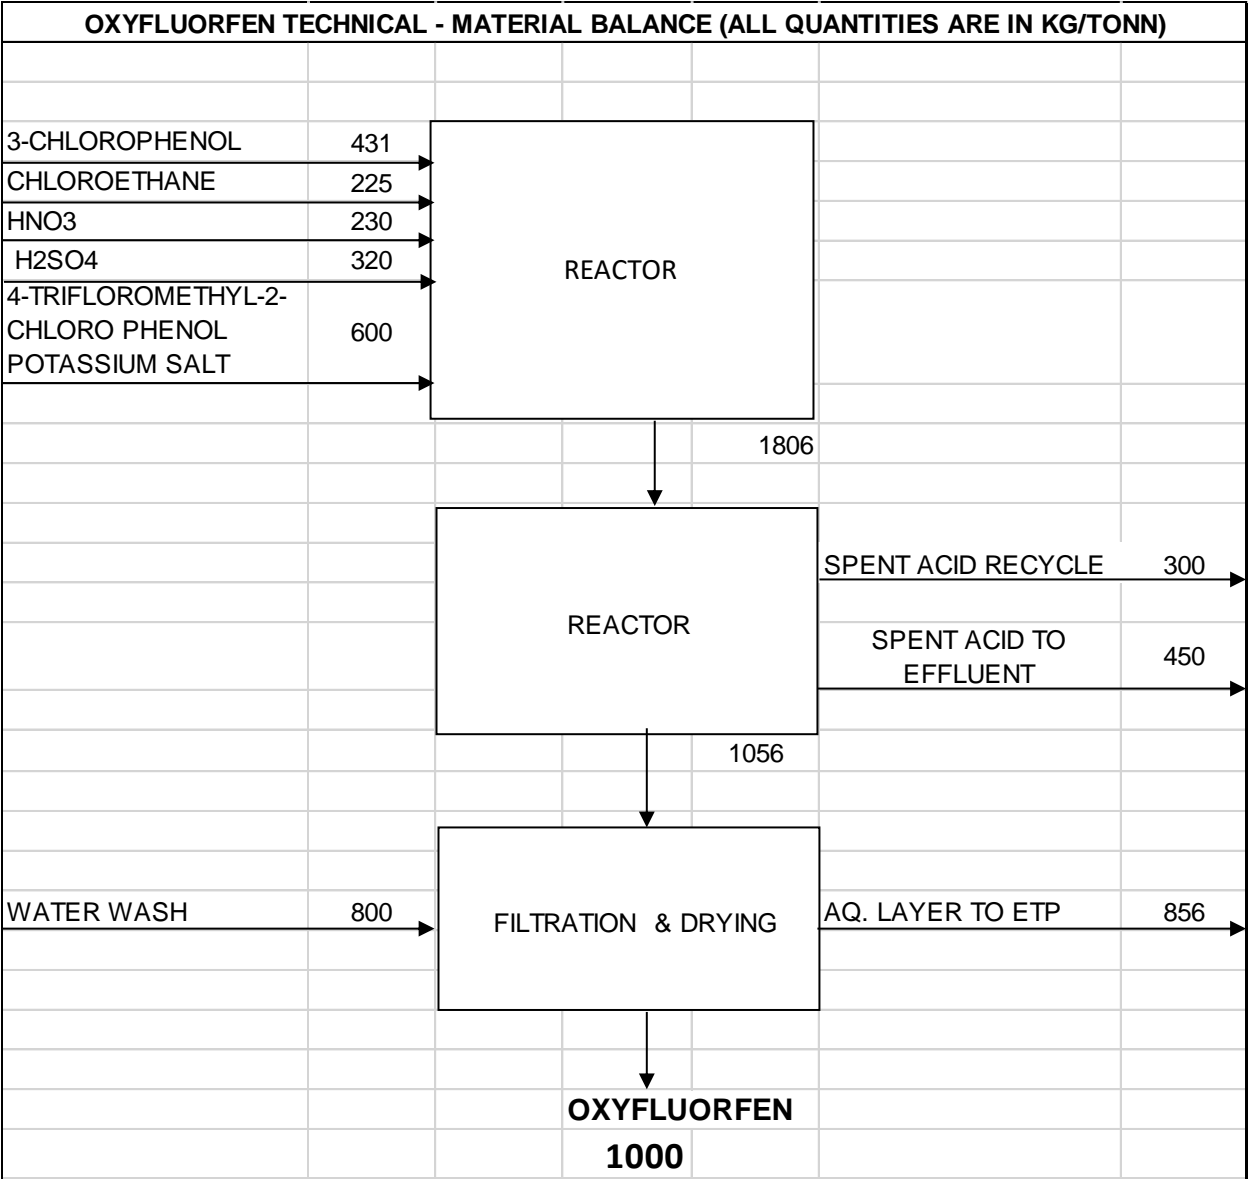 OXYFLUORFEN TECHNICAL - MATERIAL BALANCE (ALL QUANTITIES ARE IN KG/TONN)
3-CHLOROPHENOL 431
CHLOROETHANE 225
HNO3 230
H2SO4 320
4-TRIFLOROMETHYL-2-
CHLORO PHENOL 600
POTASSIUM SALT
REACTOR
1806
REACTOR
SPENT ACID RECYCLE 300
SPENT ACID TO
EFFLUENT
450
1056
WATER WASH 800
FILTRATION & DRYING
AQ. LAYER TO ETP 856
OXYFLUORFEN
1000